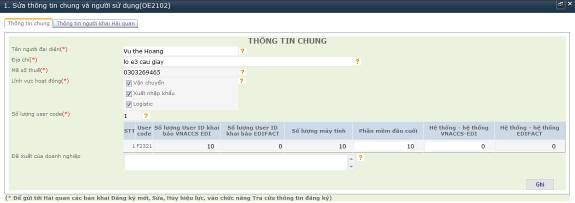 1. Sửa thông tin chung và người sử dụng(OE2102)
Thông tin chung Thông tin người khai Hải quan
THÔNG TIN CHUNG
Tên người đại diện(*) Vu the Hoang ?
Địa chỉ(*) lo e3 cau giay ?
Mã số thuế(*) 0303269465 ?
Lĩnh vực hoạt động(*) Vận chuyển ?
Xuất nhập khẩu
Logistic
Số lượng user code(*) 1 ?
STT User code Số lượng User ID khai báo VNACCS EDI Số lượng User ID khai báo EDIFACT Số lượng máy tính Phần mềm đầu cuối Hệ thống - hệ thống VNACCS-EDI Hệ thống - hệ thống EDIFACT
1 F2321 10 0 10 10 0 0
Đề xuất của doanh nghiệp ?
Ghi
(* Để gửi tới Hải quan các bản khai Đăng ký mới, Sửa, Hủy hiệu lực, vào chức năng Tra cứu thông tin đăng ký)